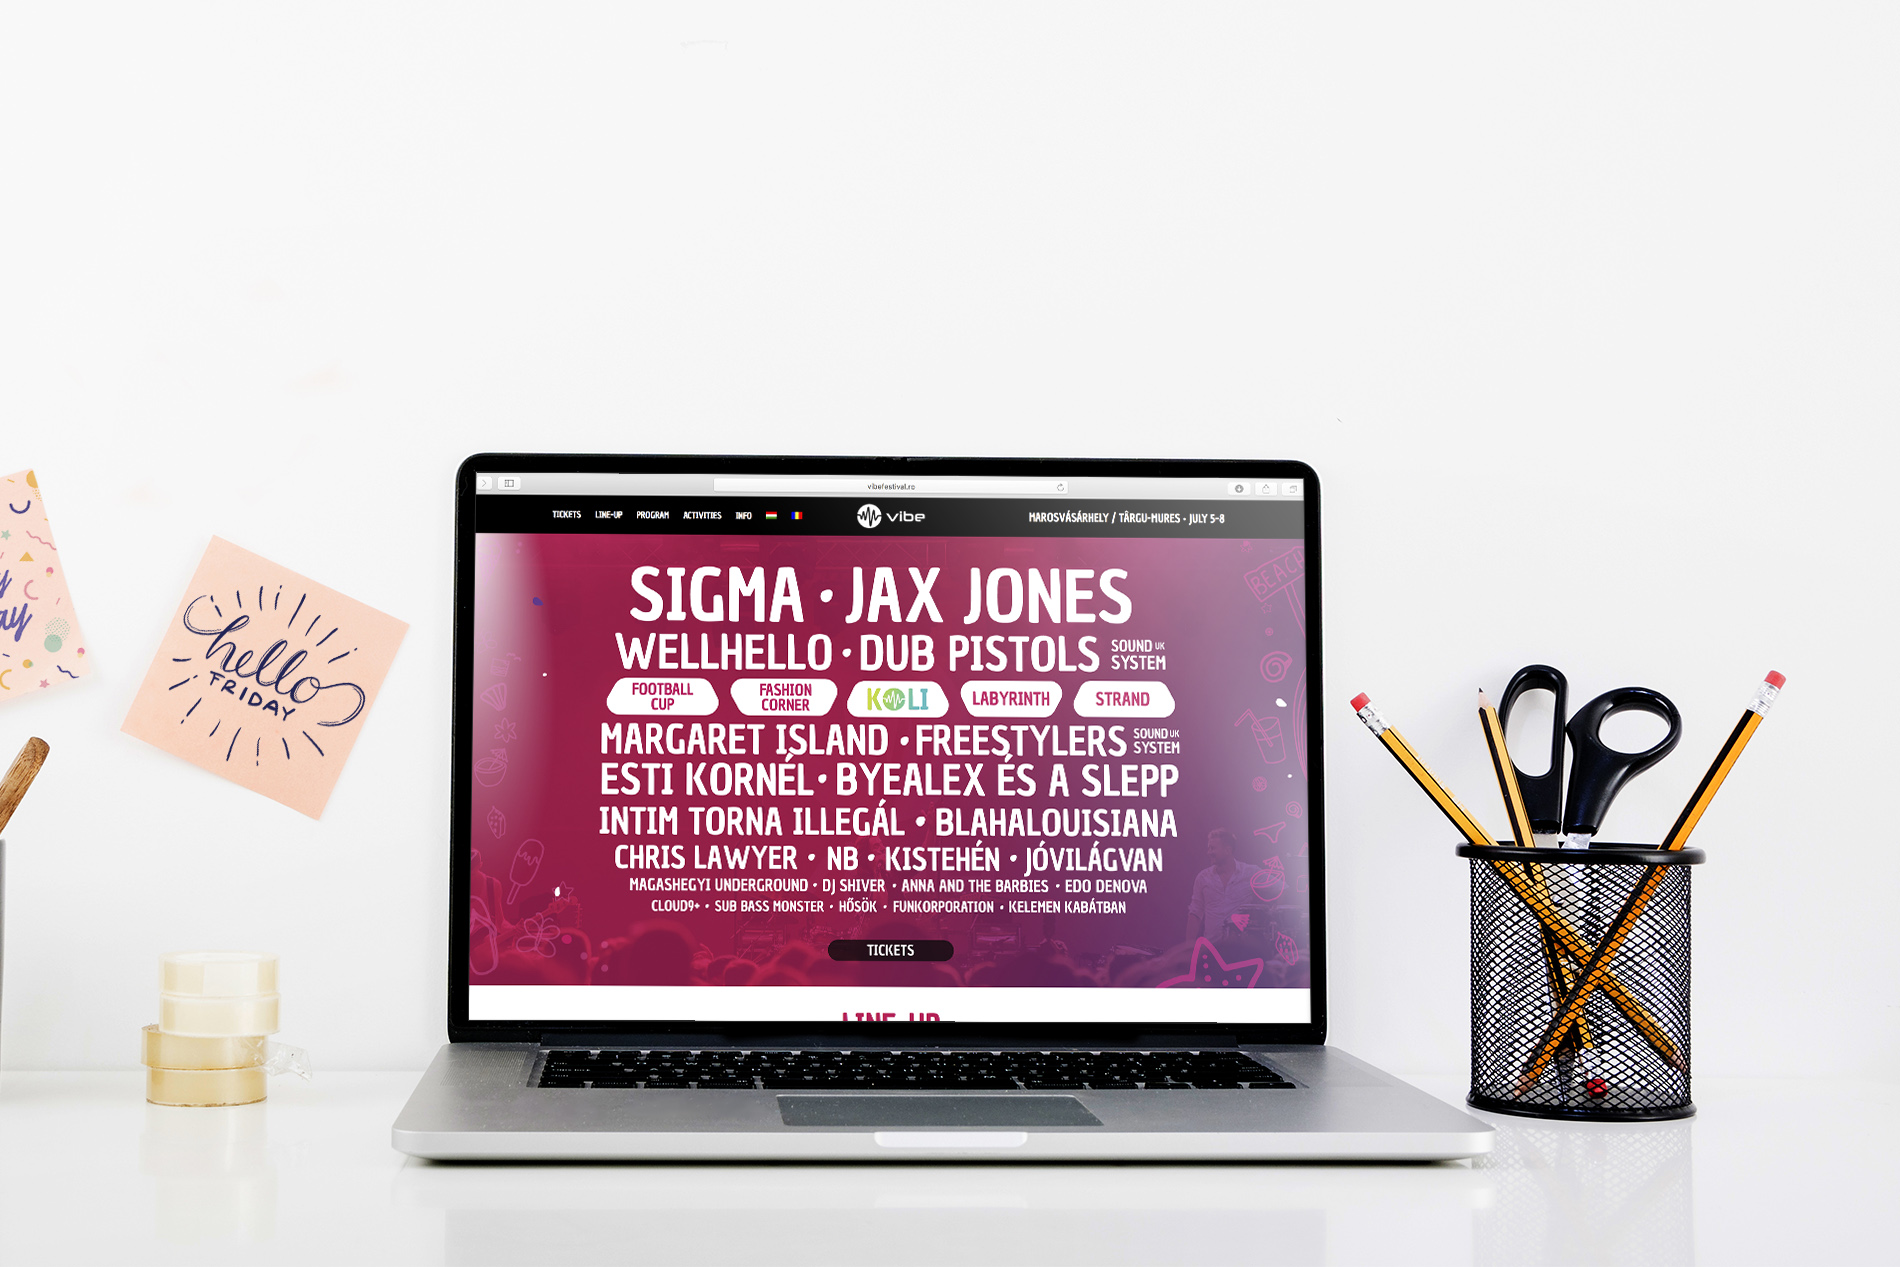 vibefestival.ro
TICKETS LINE-UP PROGRAM ACTIVITIES INFO vibe MAROSVÁSÁRHELY / TÂRGU-MURES • JULY 5-8
SIGMA • JAX JONES
WELLHELLO • DUB PISTOLS SOUND UK SYSTEM
FOOTBALL CUP FASHION CORNER KOLI LABYRINTH STRAND
MARGARET ISLAND • FREESTYLERS SOUND UK SYSTEM
ESTI KORNÉL • BYEALEX ÉS A SLEPP
INTIM TORNA ILLEGÁL • BLAHALOUISIANA
CHRIS LAWYER • NB • KISTEHÉN • JÓVILÁGVAN
MAGASHEGYI UNDERGROUND • DJ SHIVER • ANNA AND THE BARBIES • EDO DENOVA
CLOUD9+ • SUB BASS MONSTER • HŐSÖK • FUNKORPORATION • KELEMEN KABÁTBAN
TICKETS
LINE-UP
BEACH
hello
FRIDAY